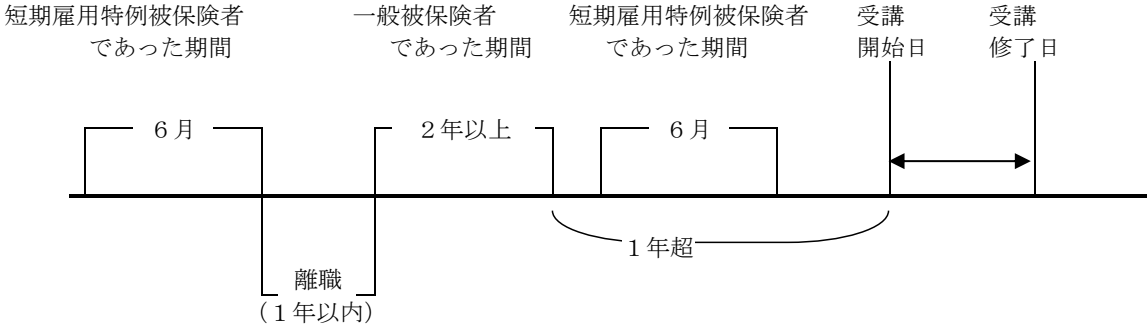 短期雇用特例被保険者
であった期間
一般被保険者
であった期間
短期雇用特例被保険者
であった期間
受講
開始日
受講
修了日
６月
２年以上
６月
１年超
離職
（１年以内）